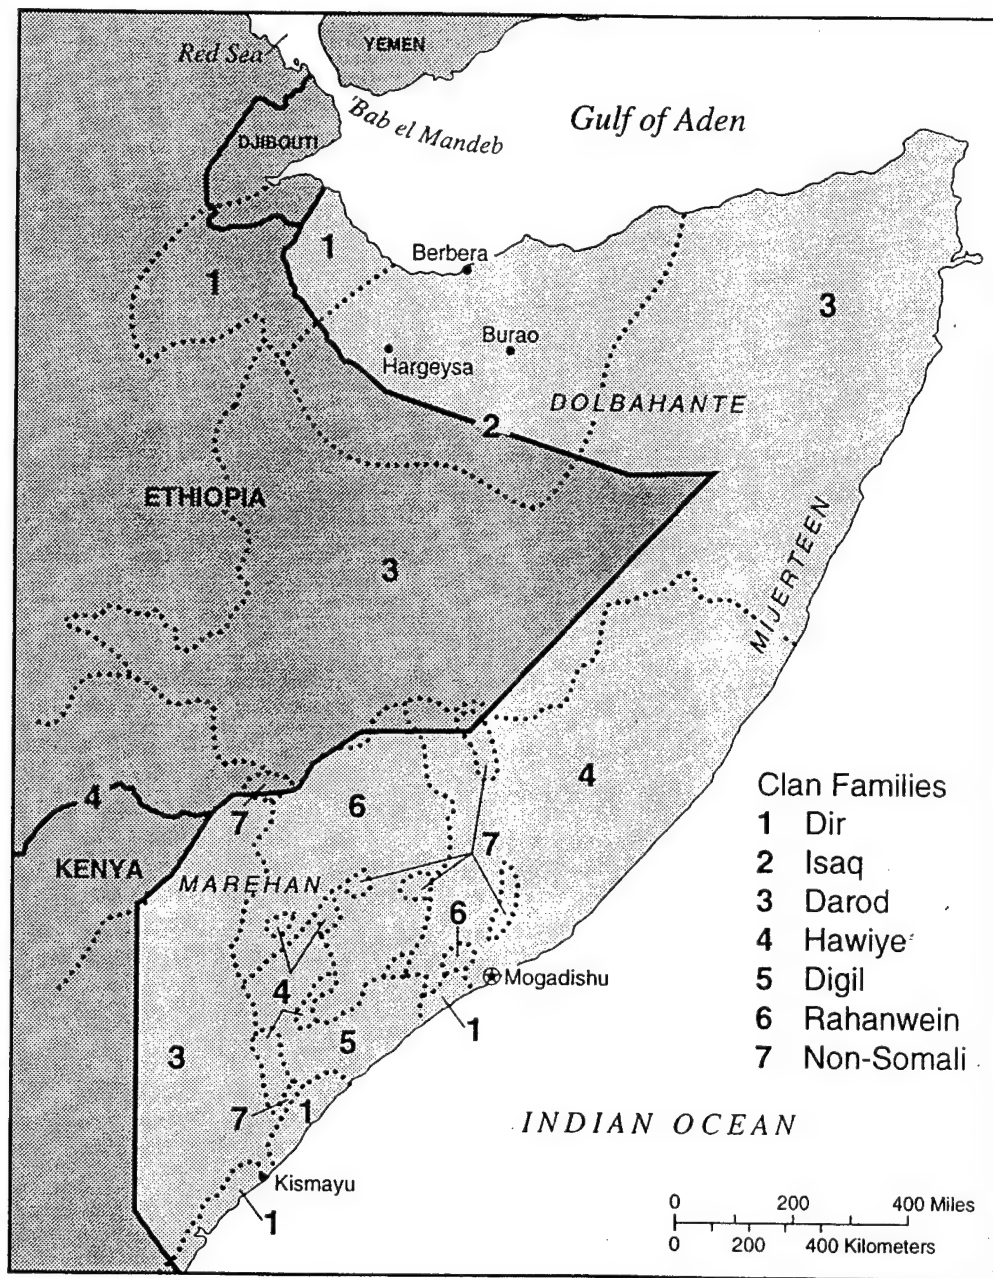 YEMEN
Red Sea
'Bab el Mandeb
Gulf of Aden
DJIBOUTI
1
1
Berbera
3
Burao
Hargeysa
DOLBAHANTE
2
ETHIOPIA
3
MIJERTEEN
4
4
6
7
7
KENYA
MAREHAN
6
Mogadishu
4
1
5
3
7
1
Kismayu
1
Clan Families
1 Dir
2 Isaq
3 Darod
4 Hawiye
5 Digil
6 Rahanwein
7 Non-Somali
INDIAN OCEAN
0 200 400 Miles
0 200 400 Kilometers